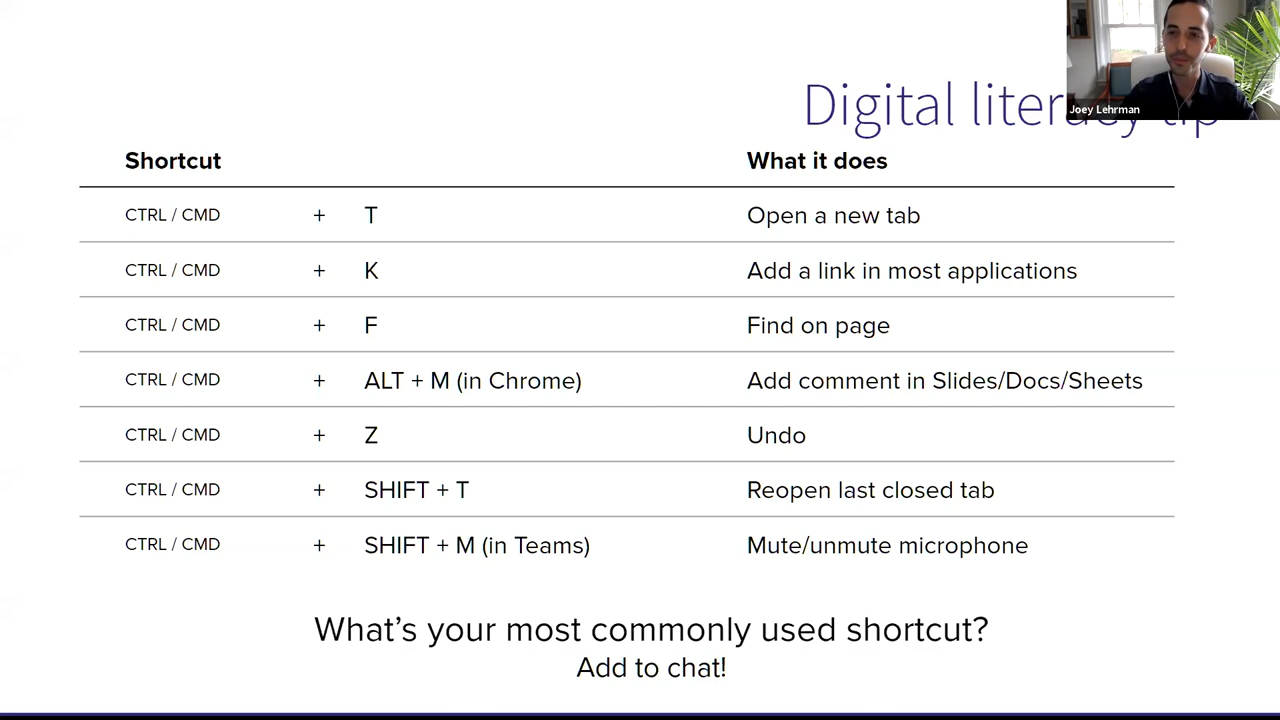 Digital literacy tip
Joey Lehrman
Shortcut What it does
CTRL / CMD + T Open a new tab
CTRL / CMD + K Add a link in most applications
CTRL / CMD + F Find on page
CTRL / CMD + ALT + M (in Chrome) Add comment in Slides/Docs/Sheets
CTRL / CMD + Z Undo
CTRL / CMD + SHIFT + T Reopen last closed tab
CTRL / CMD + SHIFT + M (in Teams) Mute/unmute microphone
What's your most commonly used shortcut?
Add to chat!